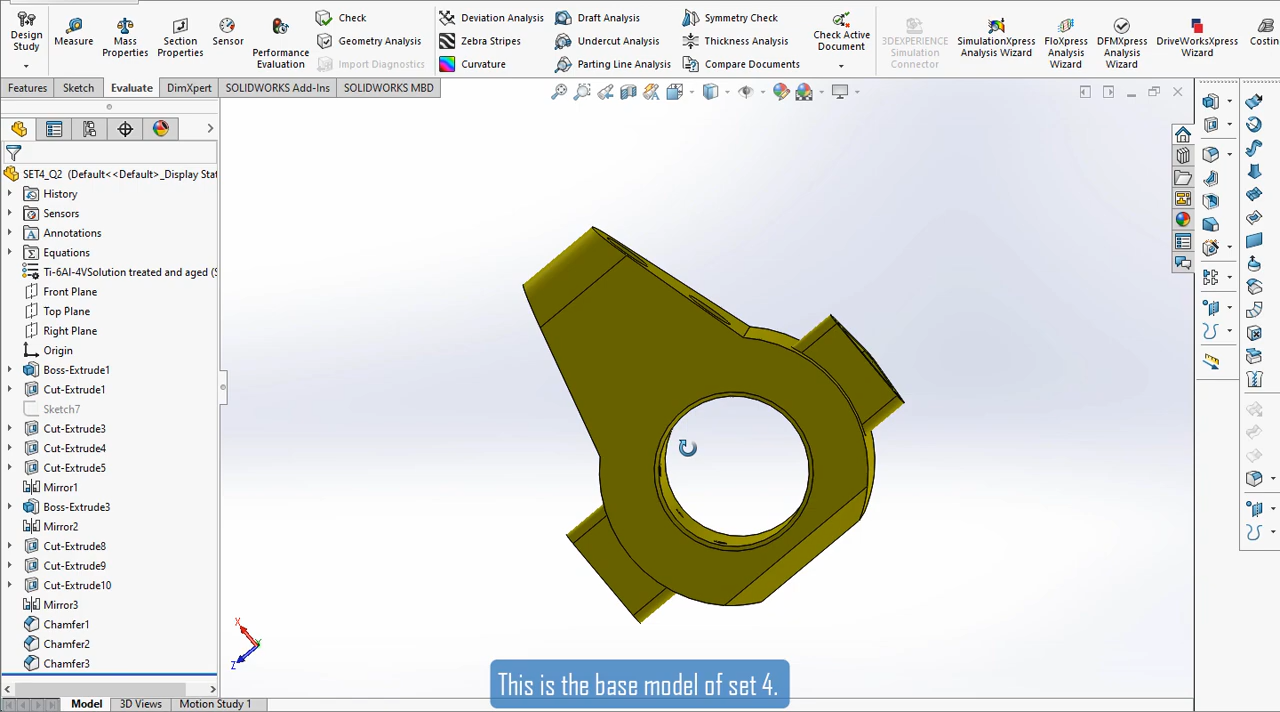 Design Study
Measure
Mass Properties
Section Properties
Sensor
Performance Evaluation
Check
Geometry Analysis
Import Diagnostics
Deviation Analysis
Zebra Stripes
Curvature
Draft Analysis
Undercut Analysis
Parting Line Analysis
Symmetry Check
Thickness Analysis
Compare Documents
Check Active Document
3DEXPERIENCE Simulation Connector
SimulationXpress Analysis Wizard
FloXpress Analysis Wizard
DFMXpress Analysis Wizard
DriveWorksXpress Wizard
Costin
Features
Sketch
Evaluate
DimXpert
SOLIDWORKS Add-Ins
SOLIDWORKS MBD
SET4_Q2 (Default<<Default>_Display Stat
History
Sensors
Annotations
Equations
Ti-6Al-4VSolution treated and aged (S
Front Plane
Top Plane
Right Plane
Origin
Boss-Extrude1
Cut-Extrude1
Sketch7
Cut-Extrude3
Cut-Extrude4
Cut-Extrude5
Mirror1
Boss-Extrude3
Mirror2
Cut-Extrude8
Cut-Extrude9
Cut-Extrude10
Mirror3
Chamfer1
Chamfer2
Chamfer3
X
Z
This is the base model of set 4.
Model
3D Views
Motion Study 1